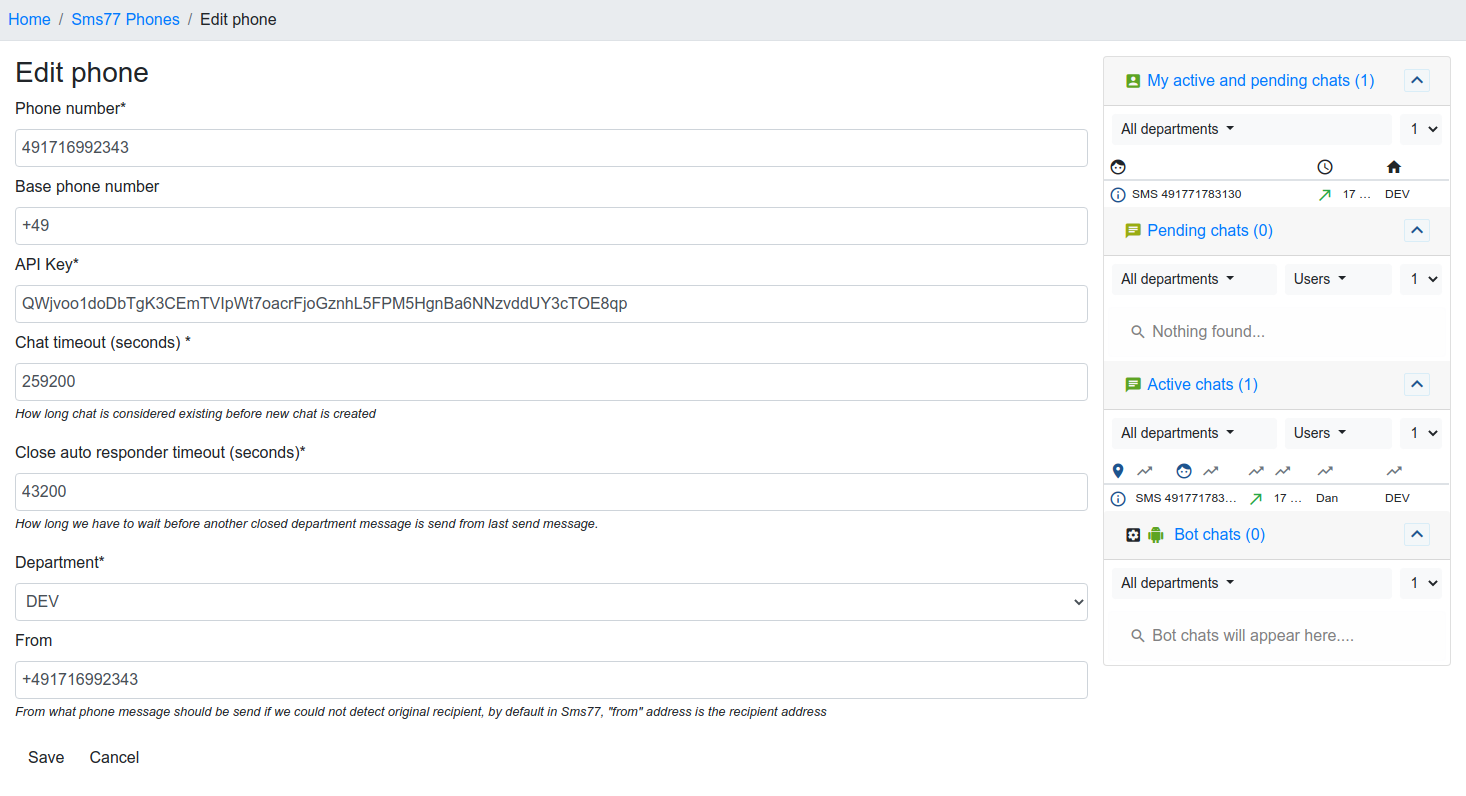 Home / Sms77 Phones / Edit phone
Edit phone
Phone number*
491716992343
Base phone number
+49
API Key*
QWjvoo1doDbTgK3CEmTVIpWt7oacrFjoGznhL5FPM5HgnBa6NNzvddUY3cTOE8qp
Chat timeout (seconds) *
259200
How long chat is considered existing before new chat is created
Close auto responder timeout (seconds)*
43200
How long we have to wait before another closed department message is send from last send message.
Department*
DEV
From
+491716992343
From what phone message should be send if we could not detect original recipient, by default in Sms77, "from" address is the recipient address
Save Cancel
My active and pending chats (1)
All departments 1
SMS 491771783130 17 ... DEV
Pending chats (0)
All departments Users 1
Nothing found...
Active chats (1)
All departments Users 1
SMS 491771783... 17 ... Dan DEV
Bot chats (0)
All departments 1
Bot chats will appear here....